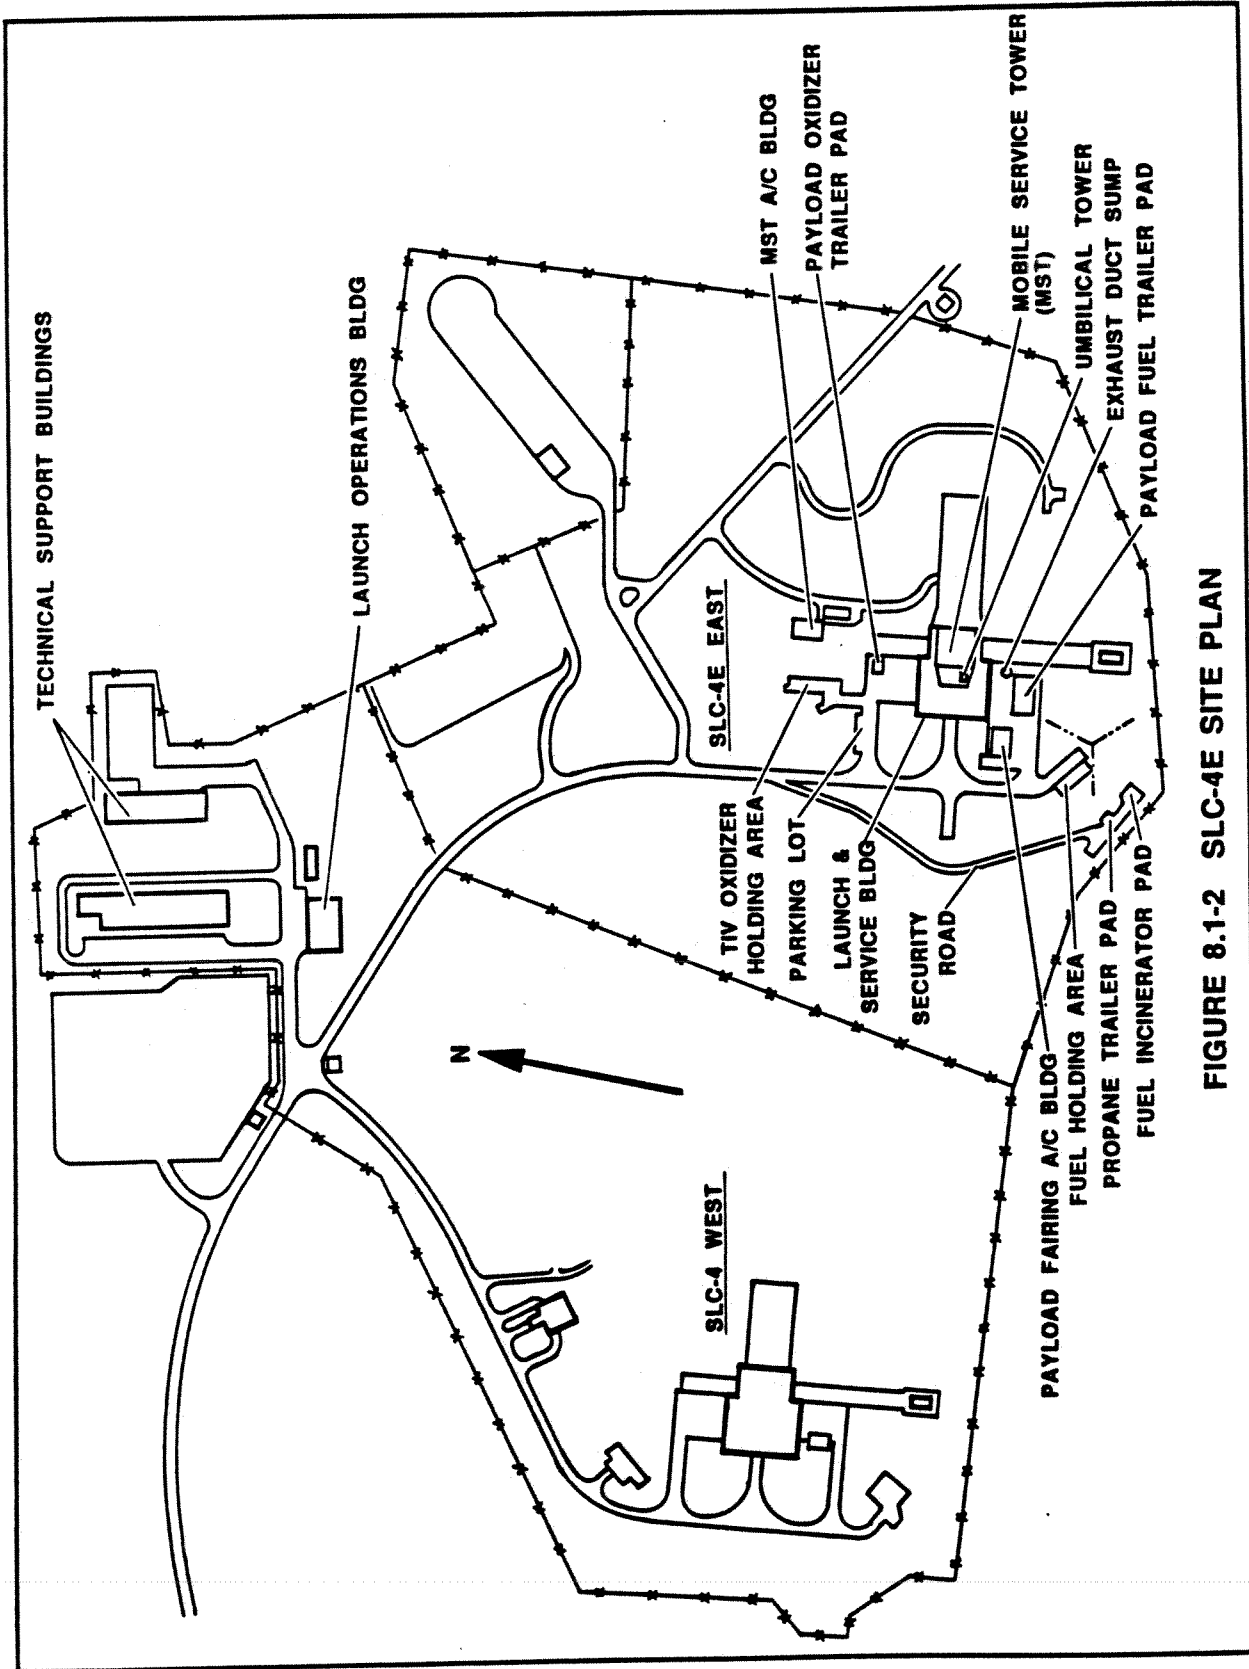 TECHNICAL SUPPORT BUILDINGS
LAUNCH OPERATIONS BLDG
N
SLC-4 WEST
SLC-4E EAST
MST A/C BLDG
PAYLOAD OXIDIZER
TRAILER PAD
MOBILE SERVICE TOWER
(MST)
UMBILICAL TOWER
EXHAUST DUCT SUMP
PAYLOAD FUEL TRAILER PAD
TIV OXIDIZER
HOLDING AREA
PARKING LOT
LAUNCH &
SERVICE BLDG
SECURITY
ROAD
PAYLOAD FAIRING A/C BLDG
FUEL HOLDING AREA
PROPANE TRAILER PAD
FUEL INCINERATOR PAD
FIGURE 8.1-2 SLC-4E SITE PLAN